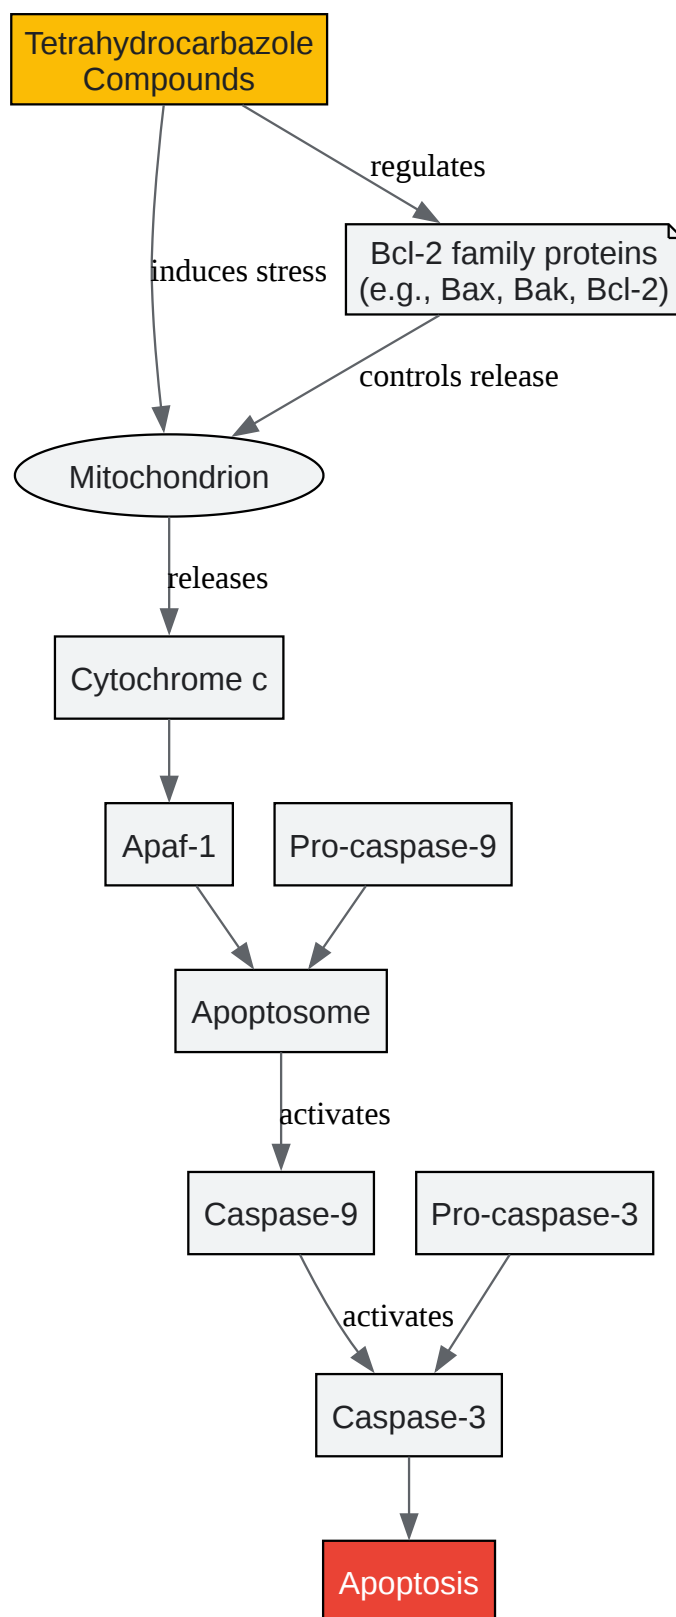 Tetrahydrocarbazole
Compounds
regulates
Bcl-2 family proteins
(e.g., Bax, Bak, Bcl-2)
induces stress
controls release
Mitochondrion
releases
Cytochrome c
Apaf-1
Pro-caspase-9
Apoptosome
activates
Caspase-9
Pro-caspase-3
activates
Caspase-3
Apoptosis